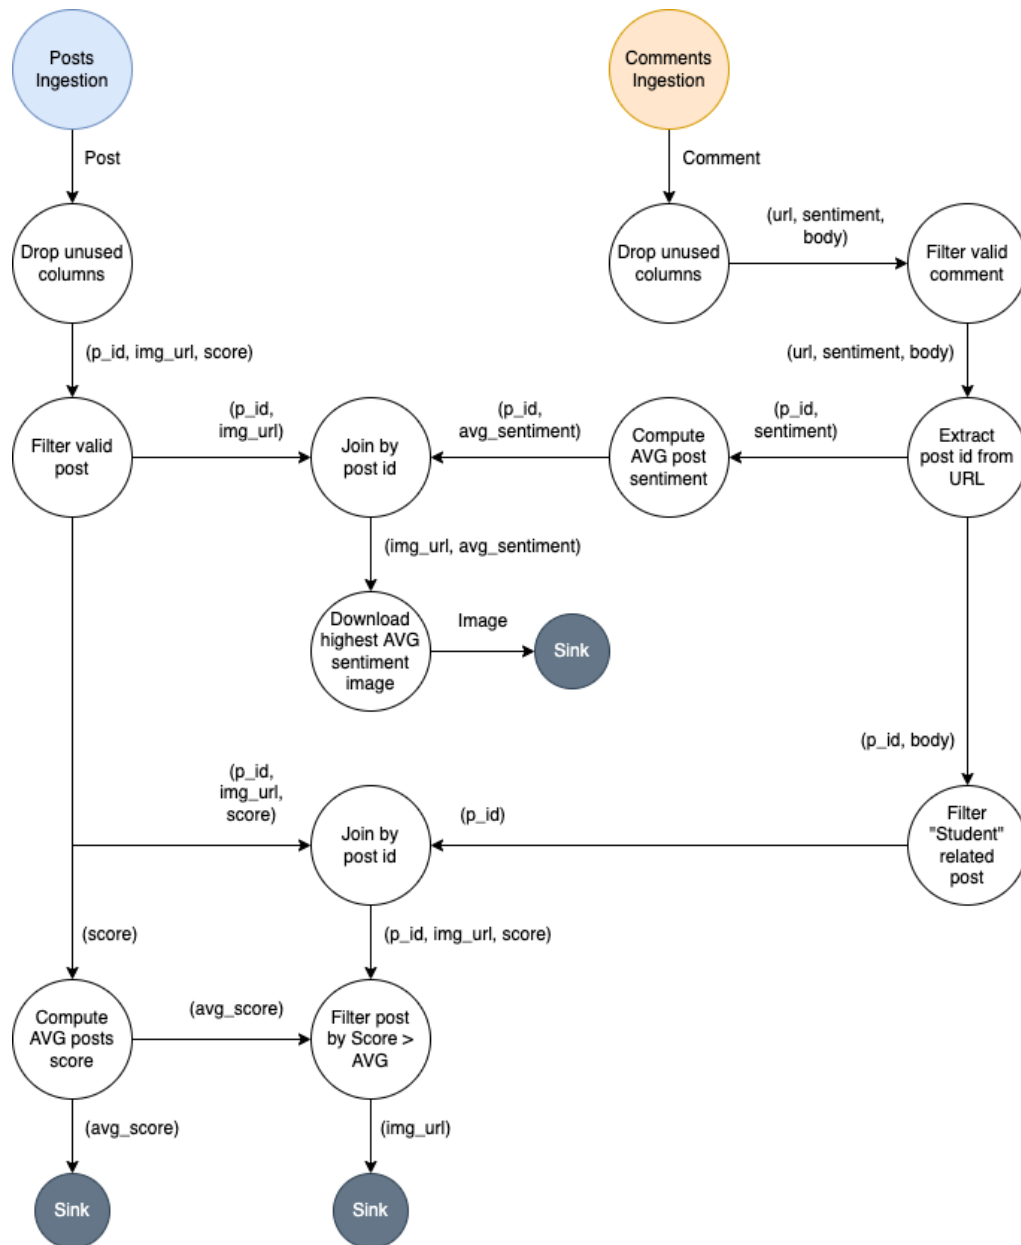 Posts
Ingestion
Comments
Ingestion
Post
Comment
Drop unused
columns
Drop unused
columns
(url, sentiment,
body)
Filter valid
comment
(p_id, img_url, score)
(url, sentiment, body)
Filter valid
post
(p_id,
img_url)
Join by
post id
(p_id,
avg_sentiment)
Compute
AVG post
sentiment
(p_id,
sentiment)
Extract
post id from
URL
(img_url, avg_sentiment)
Download
highest AVG
sentiment
image
Image
Sink
(p_id, body)
(p_id,
img_url,
score)
Join by
post id
(p_id)
Filter
"Student"
related
post
(score)
(p_id, img_url, score)
Compute
AVG posts
score
(avg_score)
Filter post
by Score >
AVG
(avg_score)
(img_url)
Sink
Sink